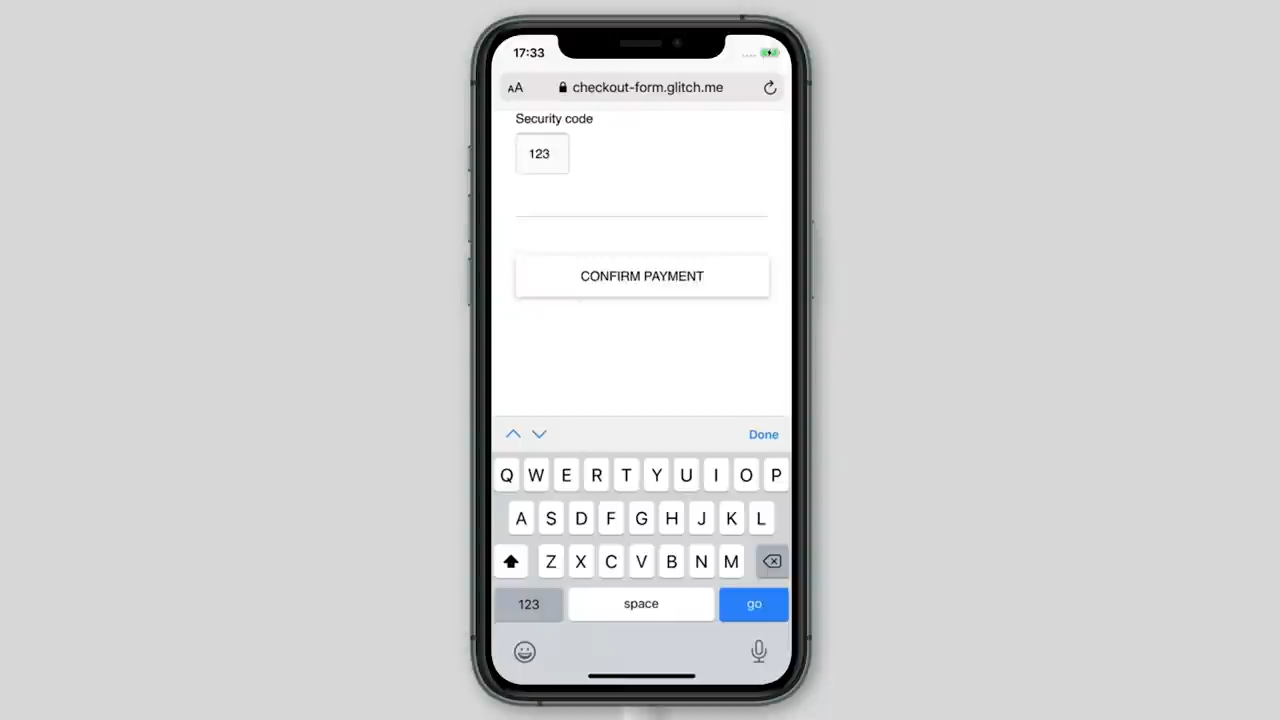 17:33
AA checkout-form.glitch.me
Security code
123
CONFIRM PAYMENT
Done
Q W E R T Y U I O P
A S D F G H J K L
Z X C V B N M
123 space go